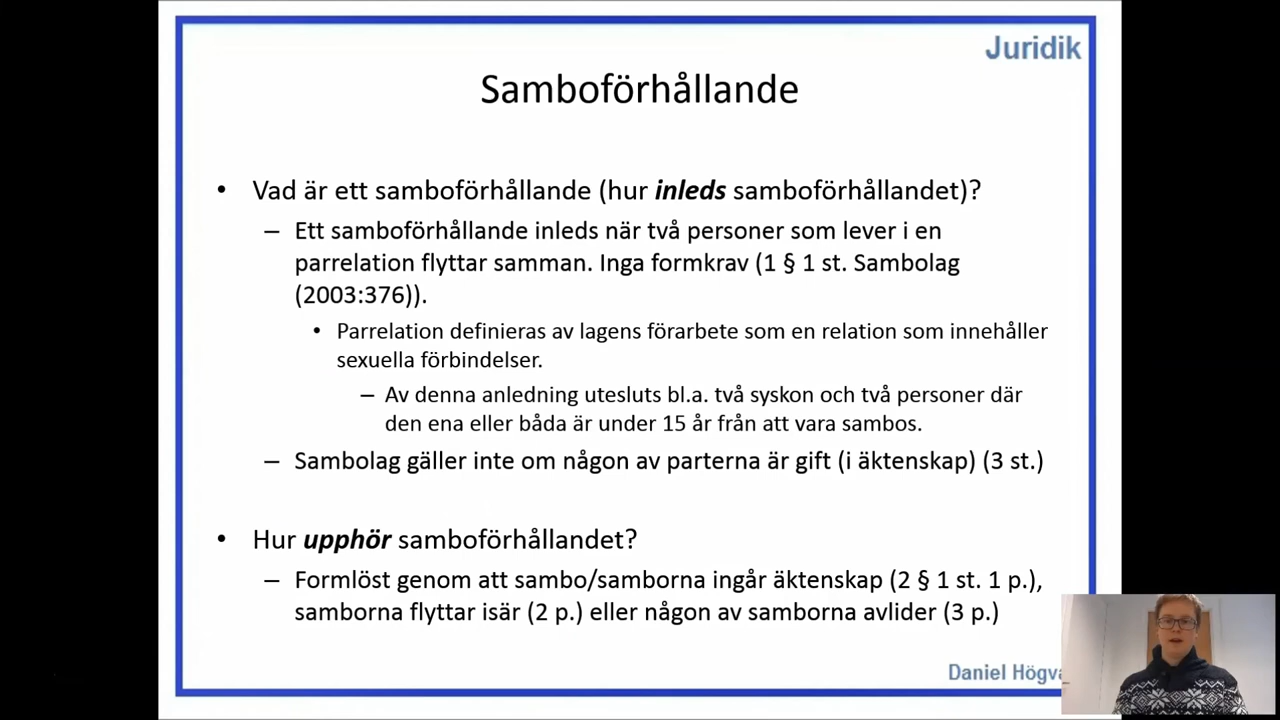 Juridik
Samboförhållande
• Vad är ett samboförhållande (hur inleds samboförhållandet)?
– Ett samboförhållande inleds när två personer som lever i en
parrelation flyttar samman. Inga formkrav (1 § 1 st. Sambolag
(2003:376)).
• Parrelation definieras av lagens förarbete som en relation som innehåller
sexuella förbindelser.
– Av denna anledning utesluts bl.a. två syskon och två personer där
den ena eller båda är under 15 år från att vara sambos.
– Sambolag gäller inte om någon av parterna är gift (i äktenskap) (3 st.)
• Hur upphör samboförhållandet?
– Formlöst genom att sambo/samborna ingår äktenskap (2 § 1 st. 1 p.),
samborna flyttar isär (2 p.) eller någon av samborna avlider (3 p.)
Daniel